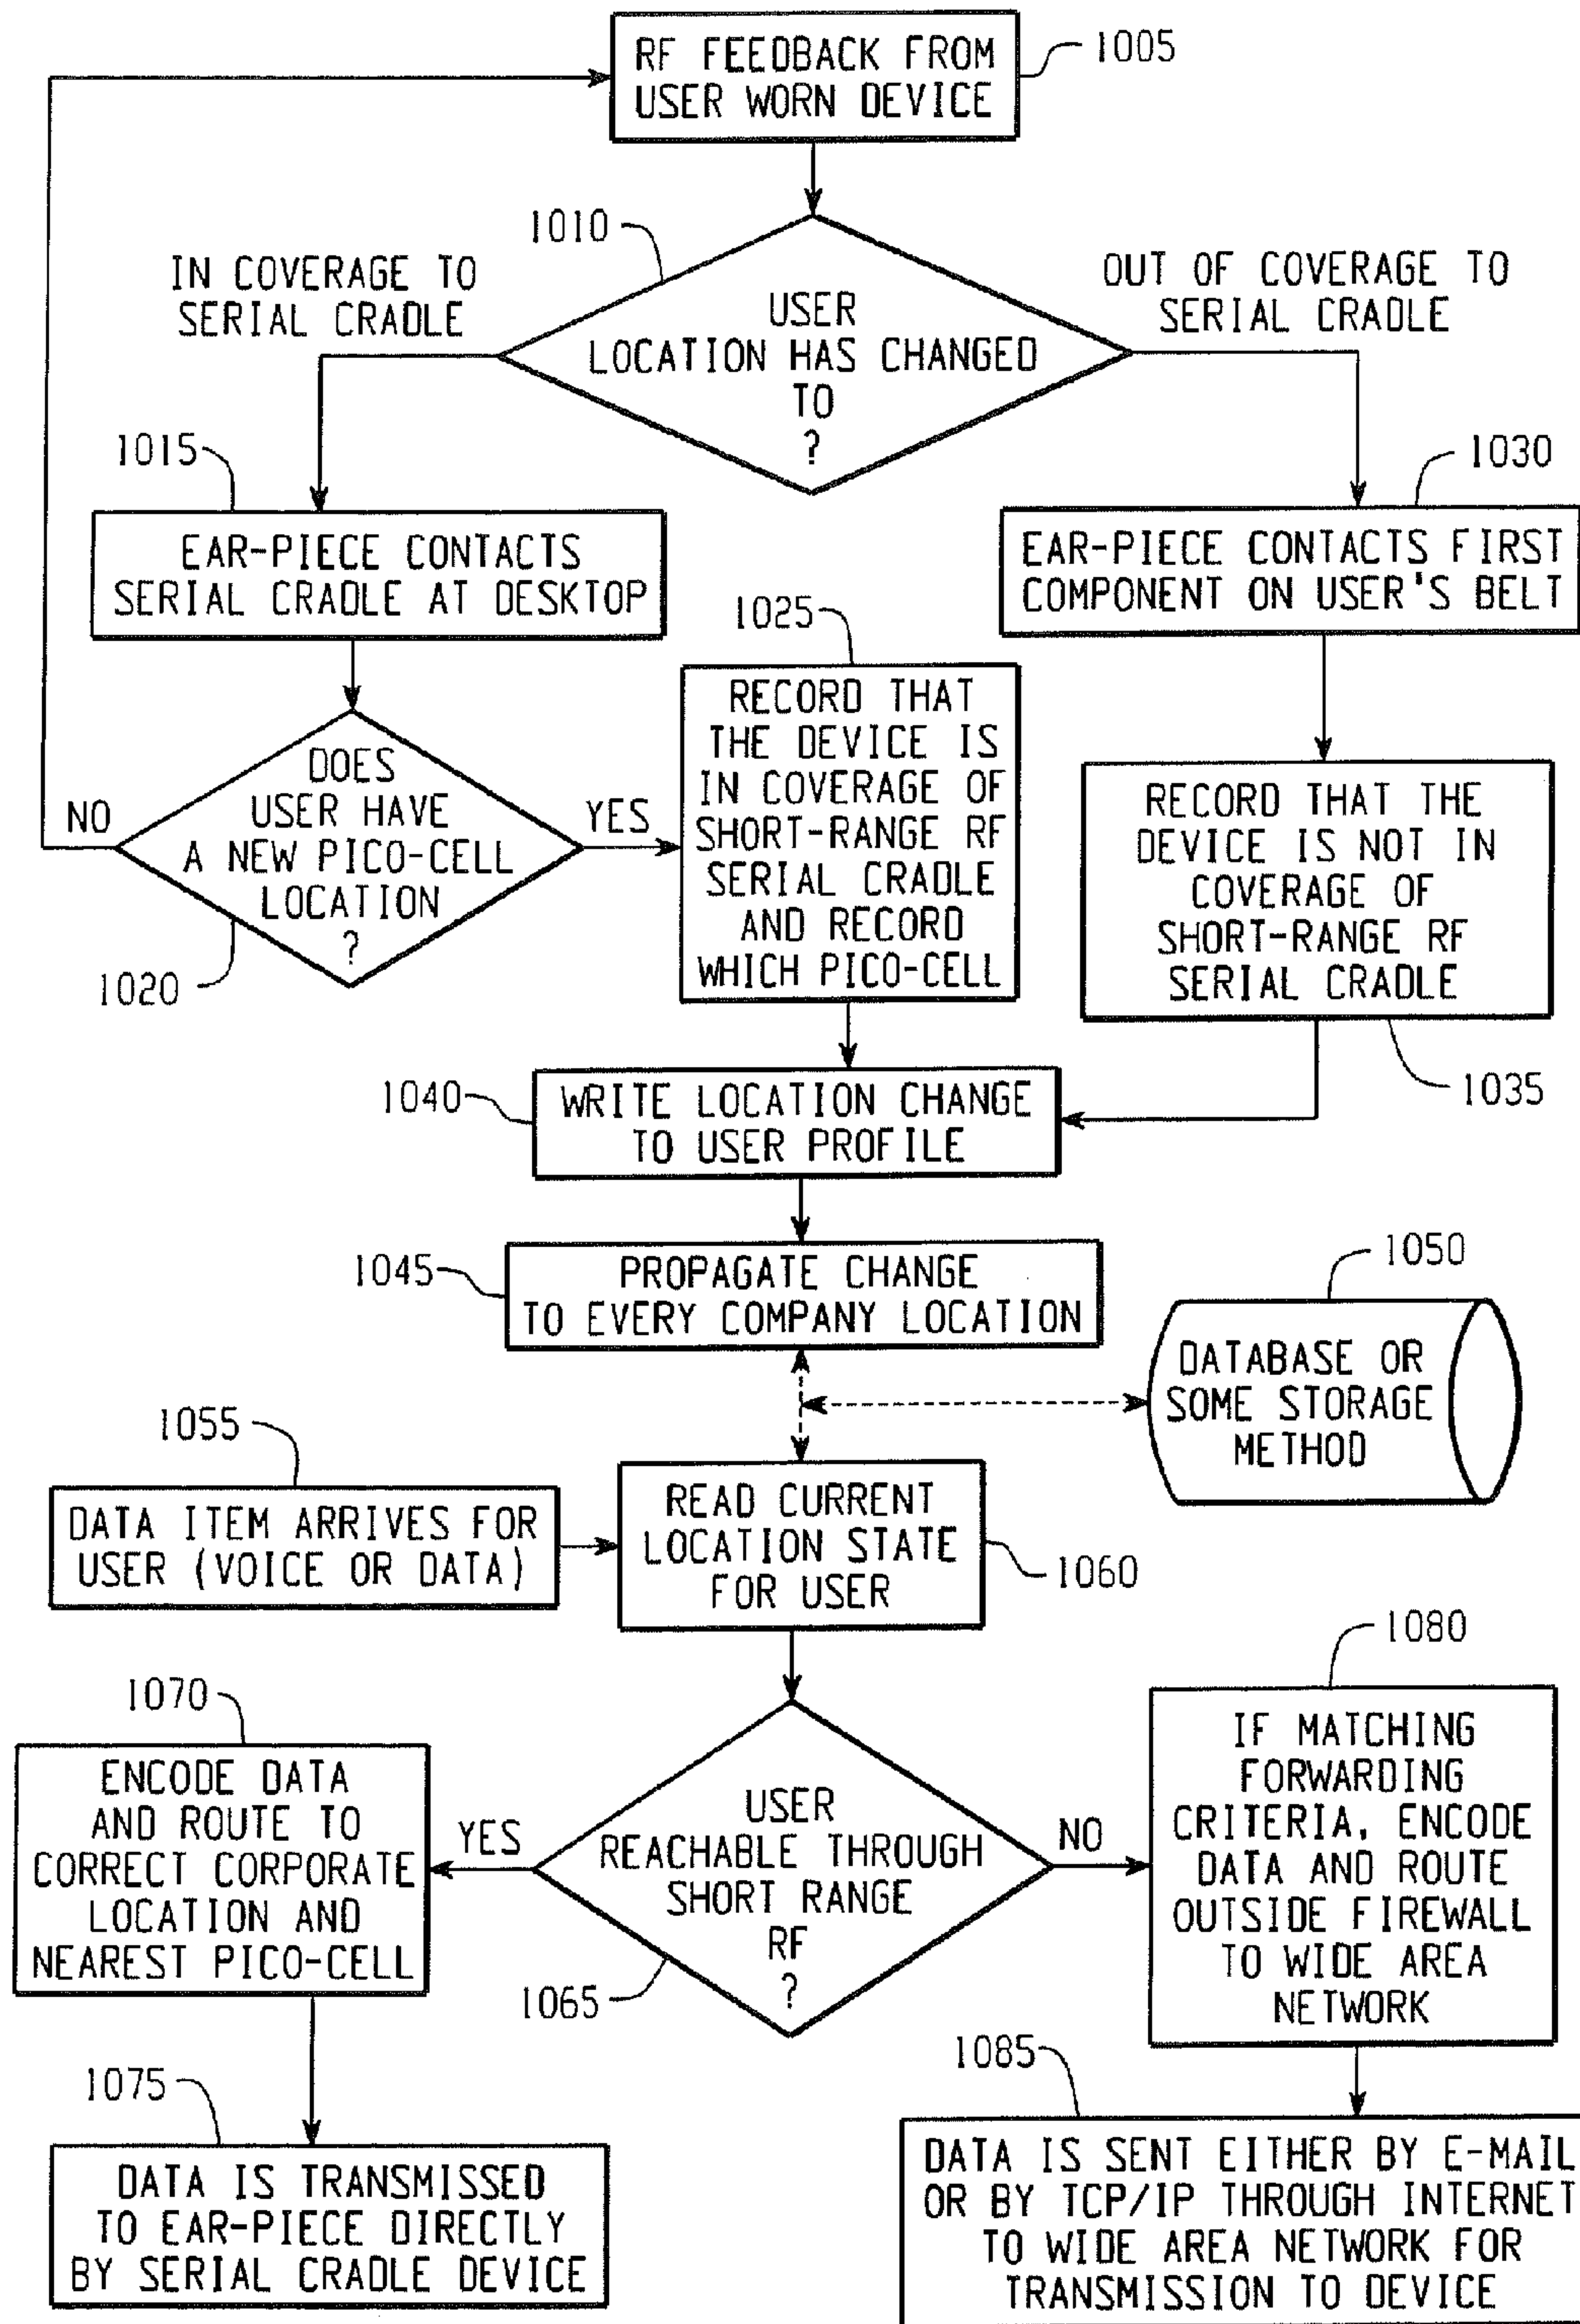 RF FEEDBACK FROM
USER WORN DEVICE
1005
1010
IN COVERAGE TO
SERIAL CRADLE
USER
LOCATION HAS CHANGED
TO
?
OUT OF COVERAGE TO
SERIAL CRADLE
1015
EAR-PIECE CONTACTS
SERIAL CRADLE AT DESKTOP
1030
EAR-PIECE CONTACTS FIRST
COMPONENT ON USER'S BELT
DOES
USER HAVE
A NEW PICO-CELL
LOCATION
?
NO
YES
1020
1025
RECORD THAT
THE DEVICE IS
IN COVERAGE OF
SHORT-RANGE RF
SERIAL CRADLE
AND RECORD
WHICH PICO-CELL
RECORD THAT THE
DEVICE IS NOT IN
COVERAGE OF
SHORT-RANGE RF
SERIAL CRADLE
1035
1040
WRITE LOCATION CHANGE
TO USER PROFILE
1045
PROPAGATE CHANGE
TO EVERY COMPANY LOCATION
1050
DATABASE OR
SOME STORAGE
METHOD
1055
DATA ITEM ARRIVES FOR
USER (VOICE OR DATA)
READ CURRENT
LOCATION STATE
FOR USER
1060
1070
ENCODE DATA
AND ROUTE TO
CORRECT CORPORATE
LOCATION AND
NEAREST PICO-CELL
YES
USER
REACHABLE THROUGH
SHORT RANGE
RF
?
NO
1065
1080
IF MATCHING
FORWARDING
CRITERIA, ENCODE
DATA AND ROUTE
OUTSIDE FIREWALL
TO WIDE AREA
NETWORK
1075
DATA IS TRANSMISSED
TO EAR-PIECE DIRECTLY
BY SERIAL CRADLE DEVICE
1085
DATA IS SENT EITHER BY E-MAIL
OR BY TCP/IP THROUGH INTERNET
TO WIDE AREA NETWORK FOR
TRANSMISSION TO DEVICE